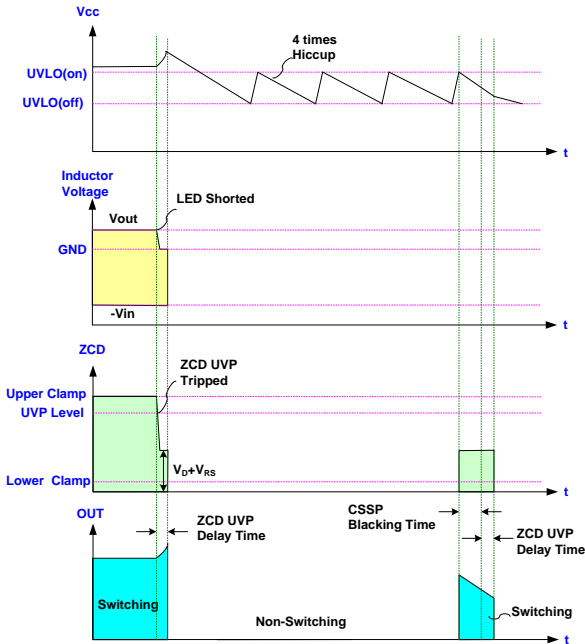 Vcc
4 times
Hiccup
UVLO(on)
UVLO(off)
t
Inductor
Voltage
LED Shorted
Vout
GND
-Vin
t
ZCD
ZCD UVP
Tripped
Upper Clamp
UVP Level
VD+VRS
Lower Clamp
t
OUT
ZCD UVP
Delay Time
CSSP
Blacking Time
ZCD UVP
Delay Time
Switching
Non-Switching
Switching
t